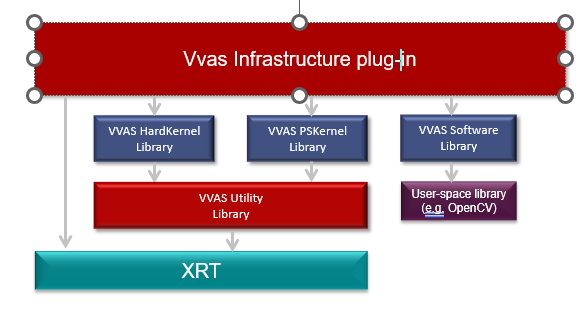 Vvas Infrastructure plug-in
VVAS HardKernel
Library
VVAS PSKernel
Library
VVAS Software
Library
VVAS Utility
Library
User-space library
(e.g. OpenCV)
XRT